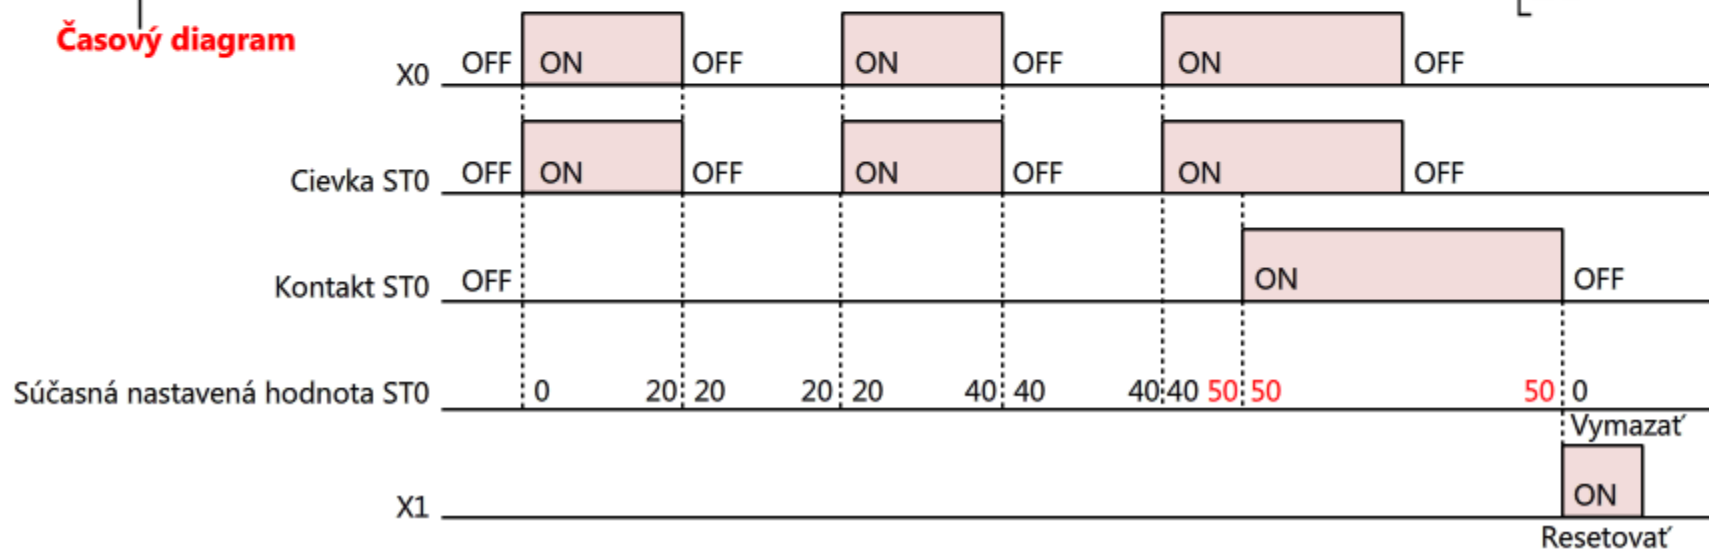 Časový diagram
X0 OFF ON OFF ON OFF ON OFF
Cievka ST0 OFF ON OFF ON OFF ON OFF
Kontakt ST0 OFF ON OFF
Súčasná nastavená hodnota ST0 0 20 20 20 20 40 40 40 40 50 50 50 0
Vymazať
X1 ON
Resetovať